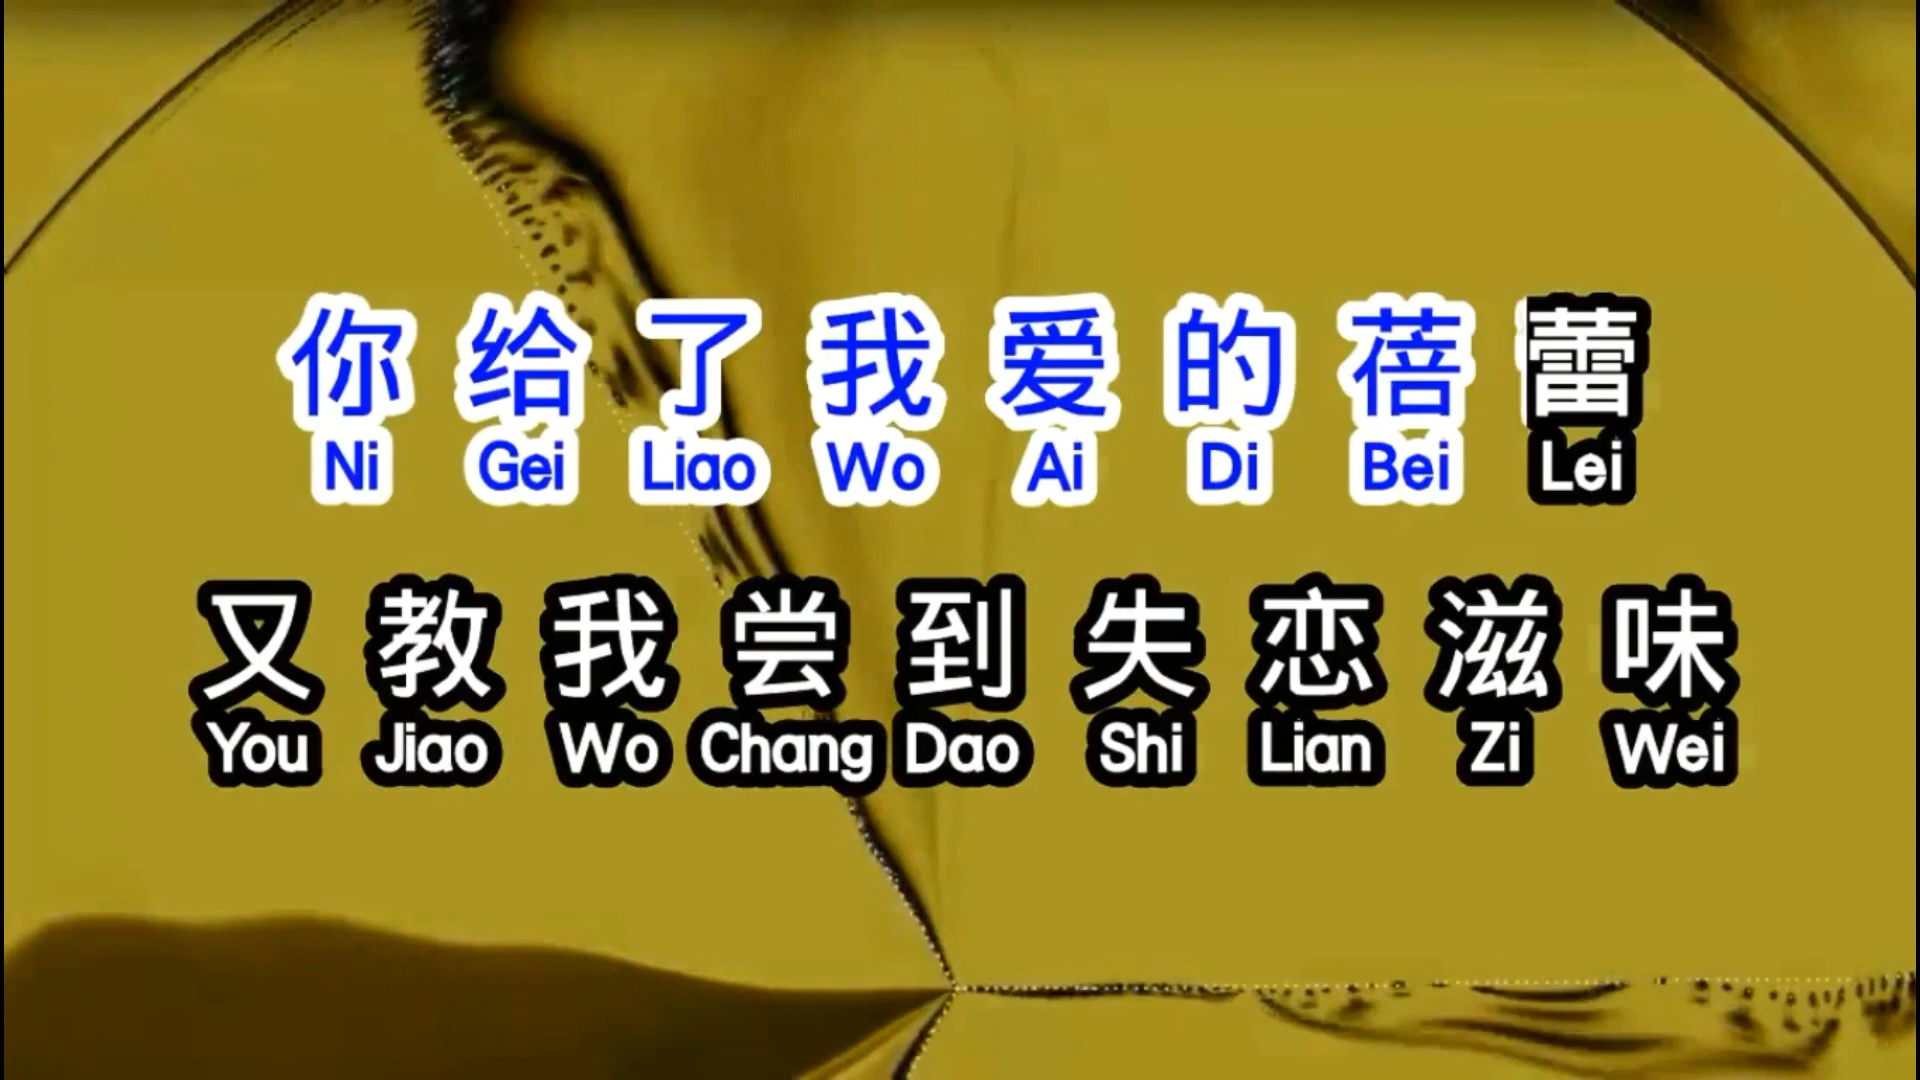 你 给 了 我 爱 的 蓓 蕾
Ni Gei Liao Wo Ai Di Bei Lei
又 教 我 尝 到 失 恋 滋 味
You Jiao Wo Chang Dao Shi Lian Zi Wei